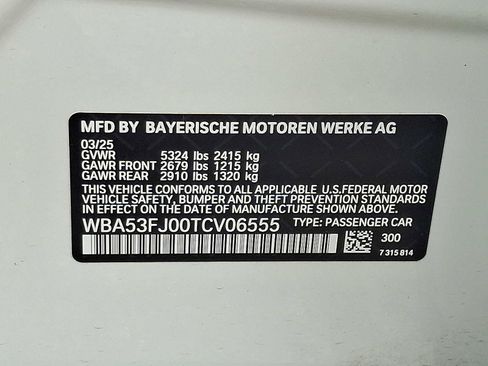 MFD BY BAYERISCHE MOTOREN WERKE AG
03/25
GVWR 5324 lbs 2415 kg
GAWR FRONT 2679 lbs 1215 kg
GAWR REAR 2910 lbs 1320 kg
THIS VEHICLE CONFORMS TO ALL APPLICABLE U.S.FEDERAL MOTOR
VEHICLE SAFETY, BUMPER AND THEFT PREVENTION STANDARDS
IN EFFECT ON THE DATE OF MANUFACTURE SHOWN ABOVE.
WBA53FJ00TCV06555 TYPE: PASSENGER CAR
300
7 315 814